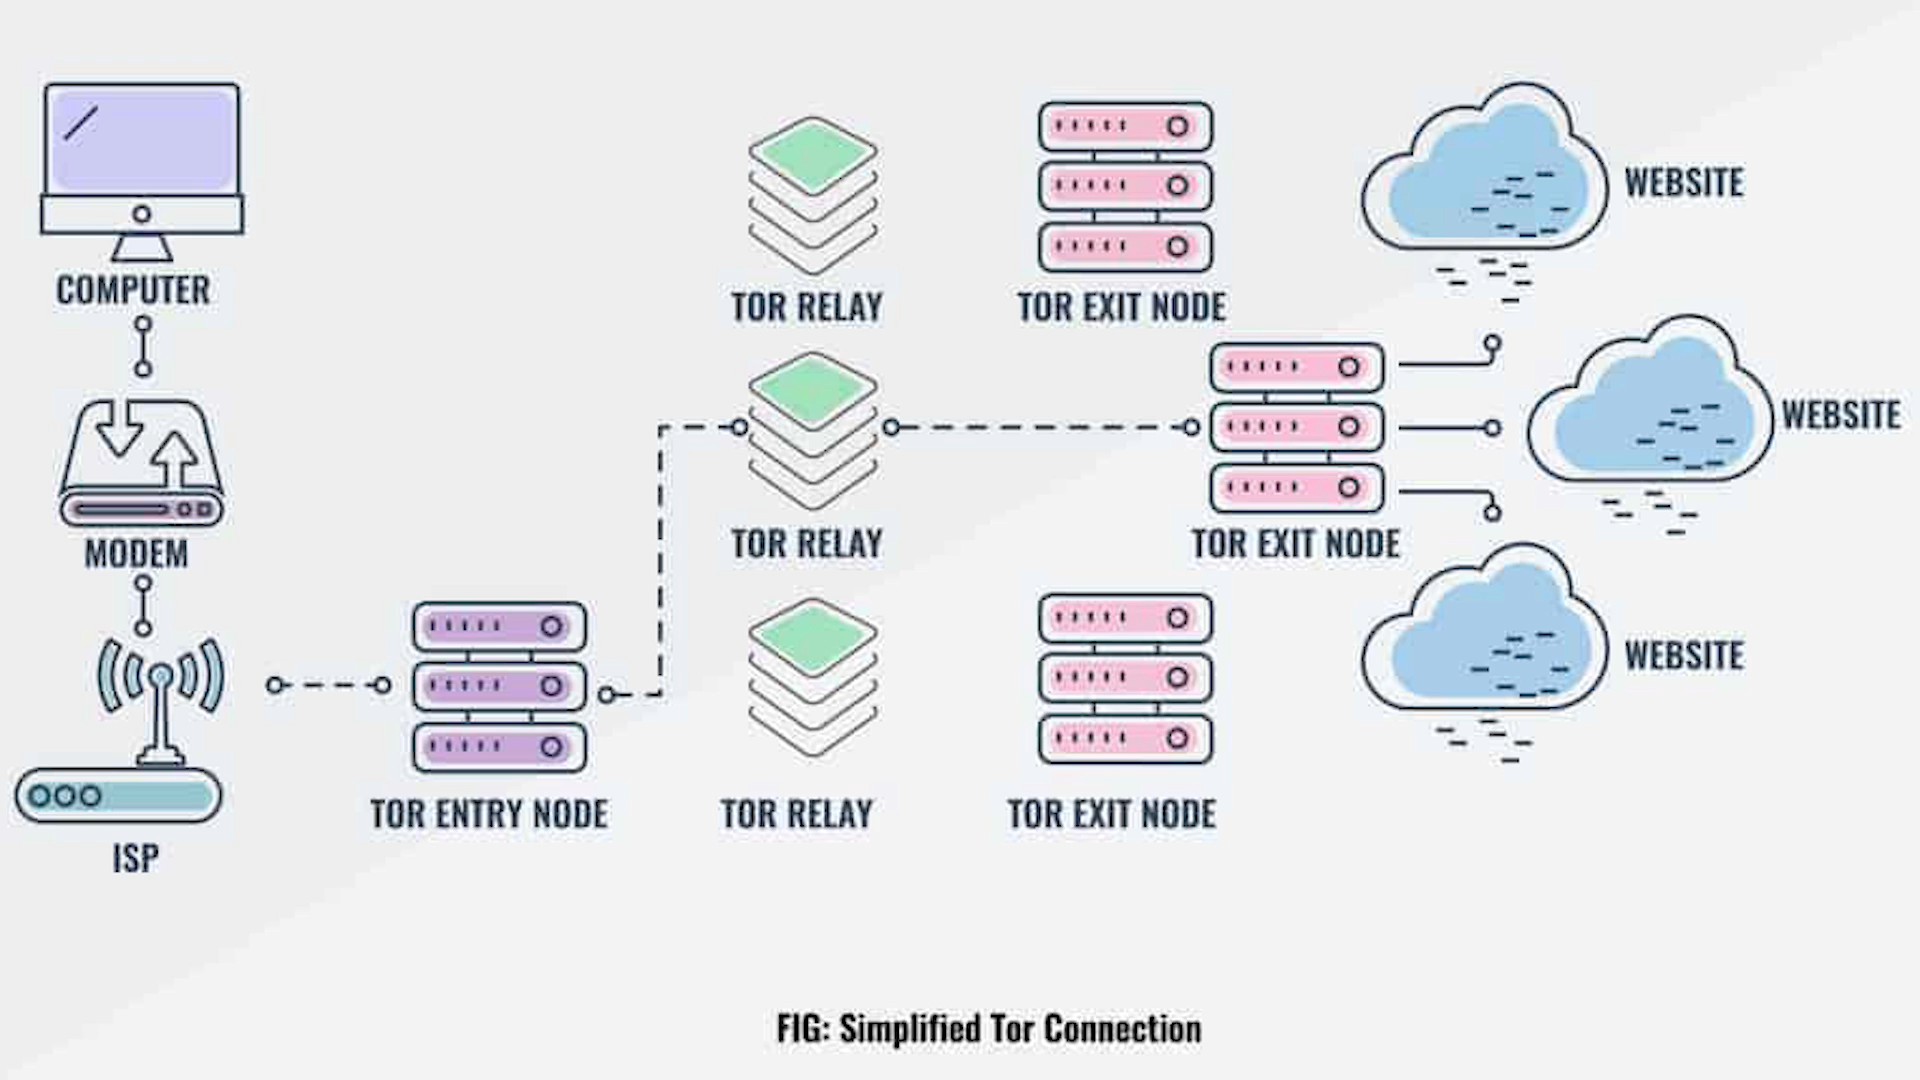 COMPUTER
MODEM
ISP
TOR ENTRY NODE
TOR RELAY
TOR RELAY
TOR RELAY
TOR EXIT NODE
TOR EXIT NODE
TOR EXIT NODE
WEBSITE
WEBSITE
WEBSITE
FIG: Simplified Tor Connection